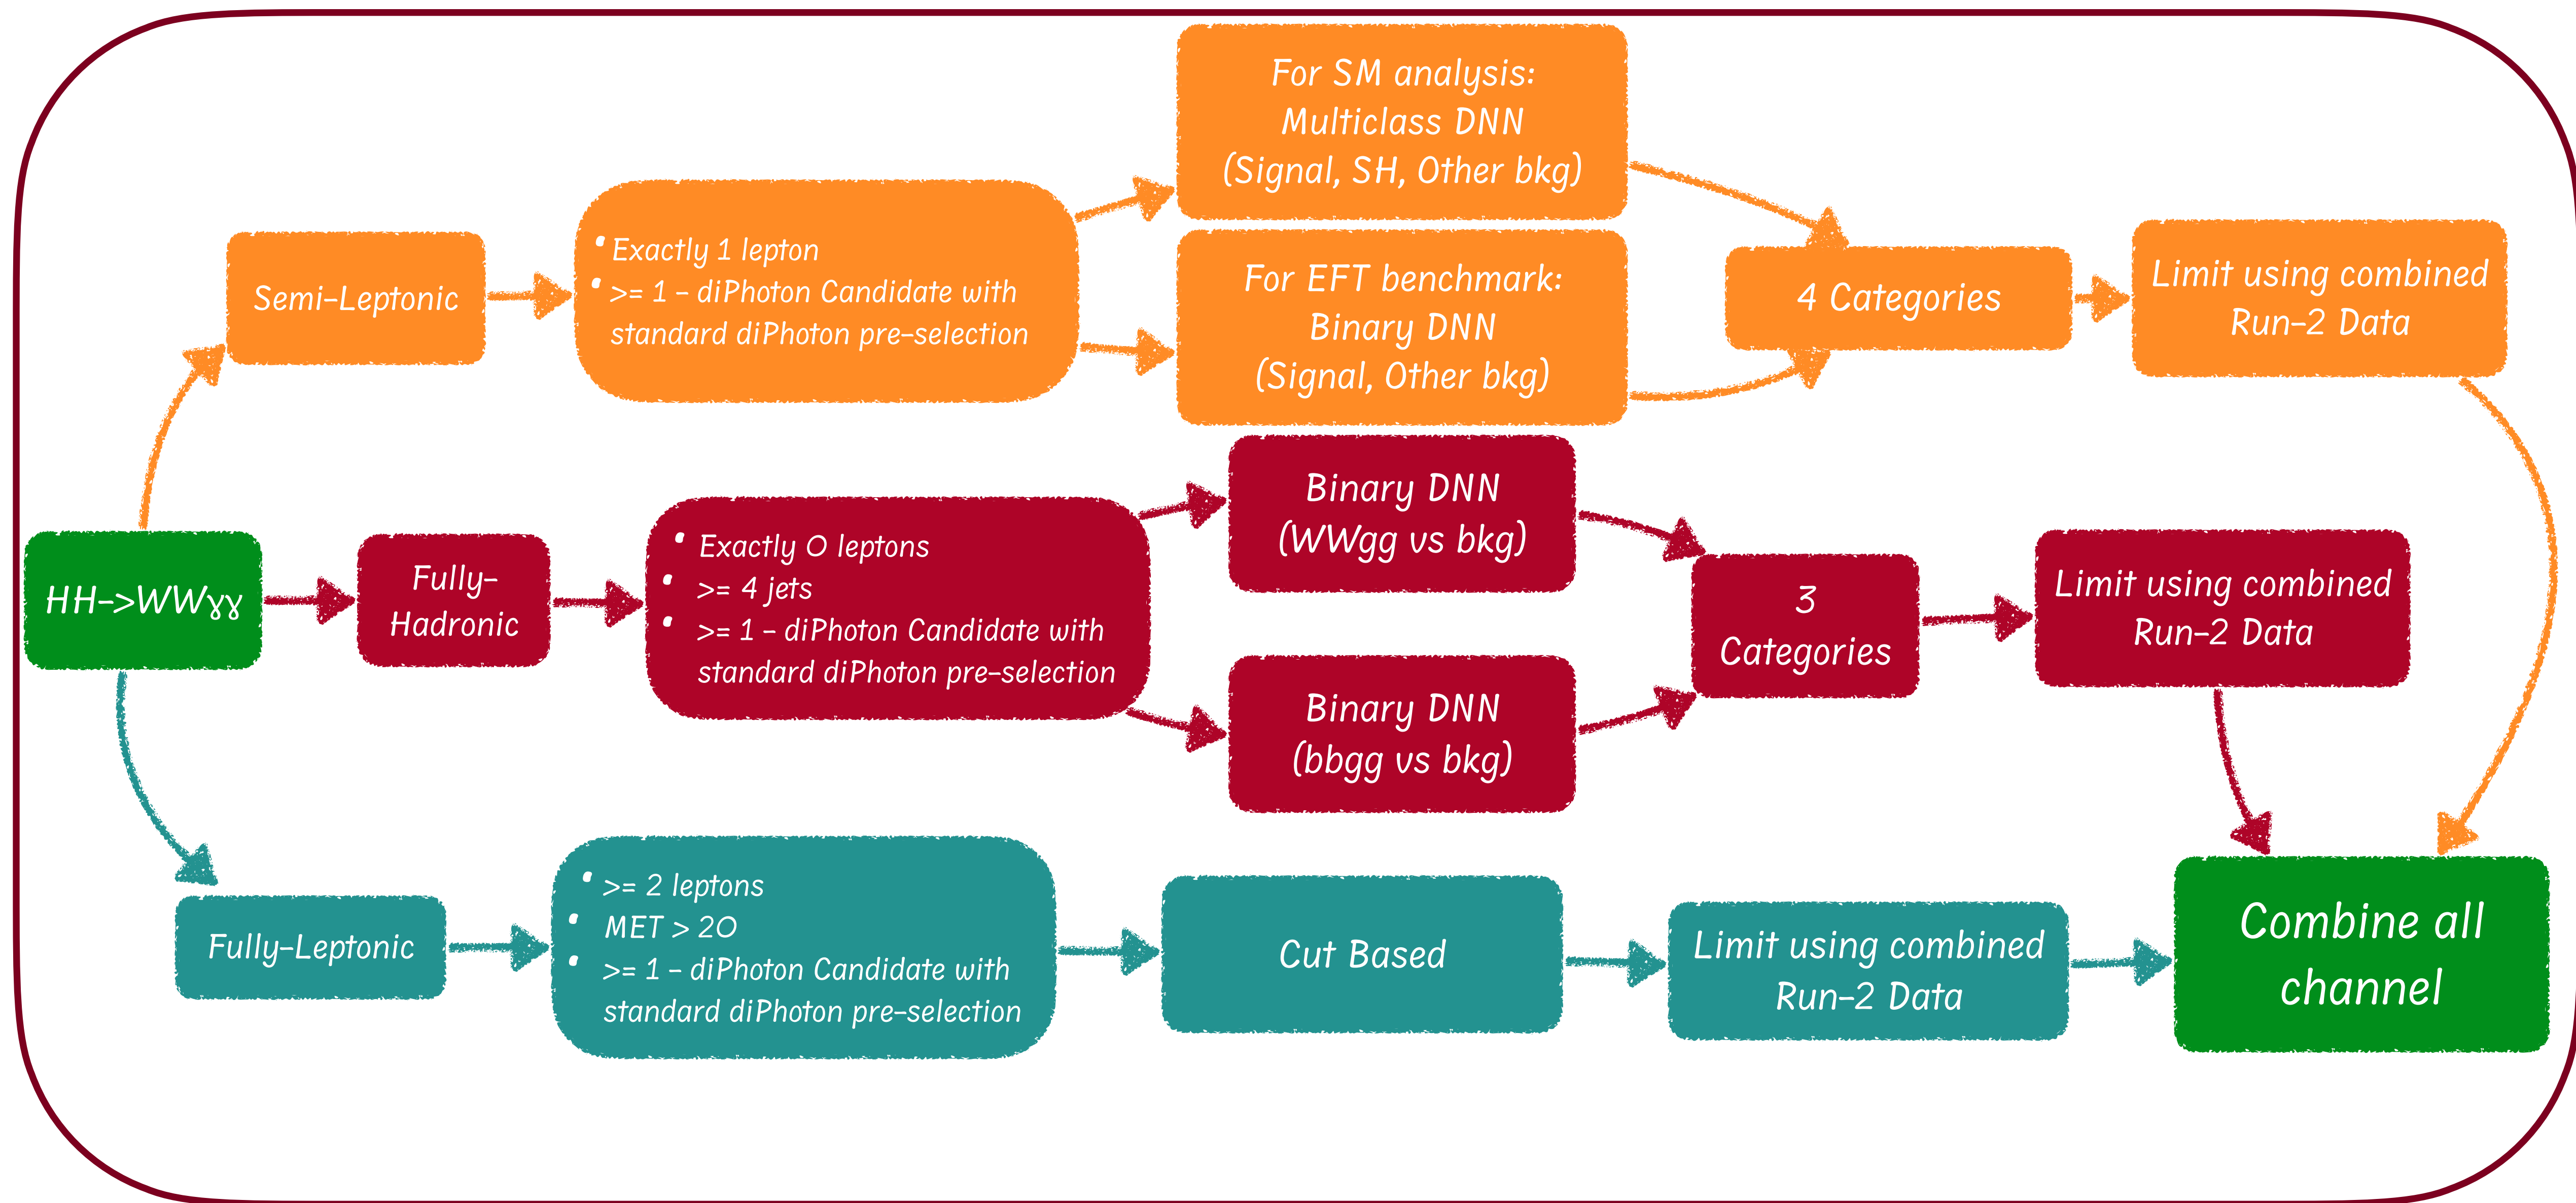 For SM analysis:
Multiclass DNN
(Signal, SH, Other bkg)
Semi-Leptonic
• Exactly 1 lepton
• >= 1 - diPhoton Candidate with
standard diPhoton pre-selection
For EFT benchmark:
Binary DNN
(Signal, Other bkg)
4 Categories
Limit using combined
Run-2 Data
HH->WWγγ
Fully-
Hadronic
• Exactly 0 leptons
• >= 4 jets
• >= 1 - diPhoton Candidate with
standard diPhoton pre-selection
Binary DNN
(WWgg vs bkg)
Binary DNN
(bbgg vs bkg)
3
Categories
Limit using combined
Run-2 Data
Fully-Leptonic
• >= 2 leptons
• MET > 20
• >= 1 - diPhoton Candidate with
standard diPhoton pre-selection
Cut Based
Limit using combined
Run-2 Data
Combine all
channel